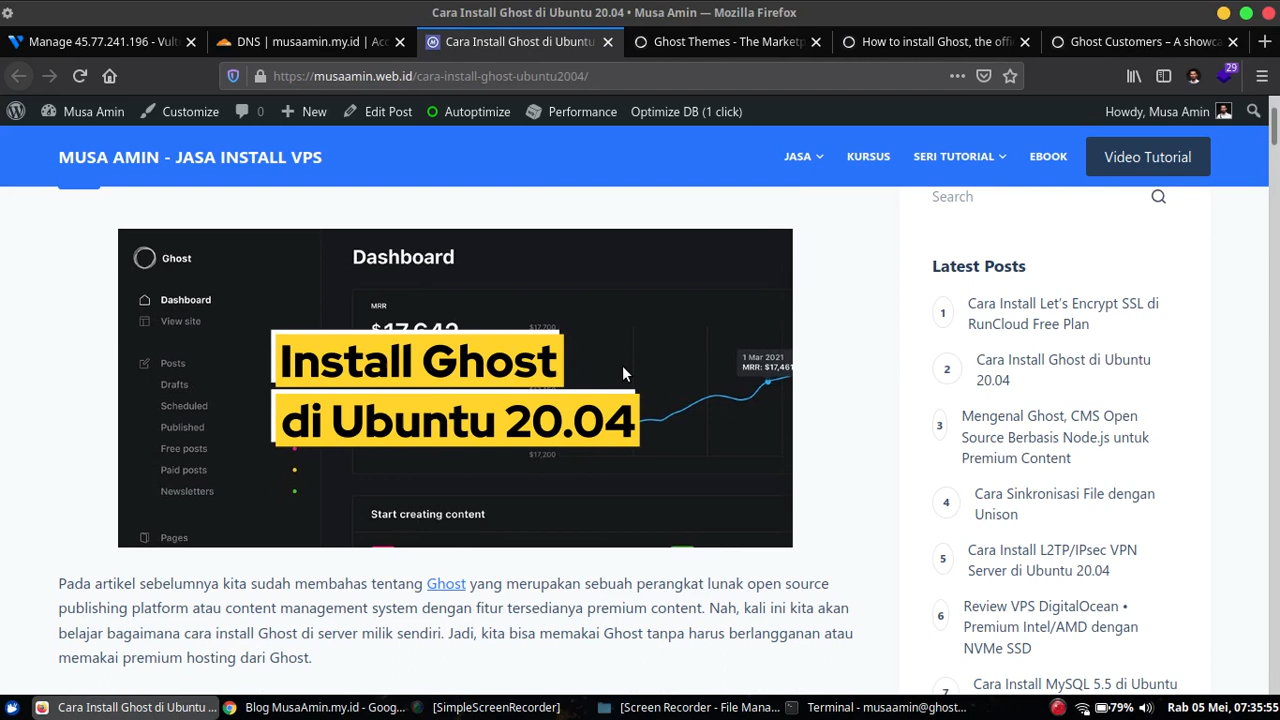 Cara Install Ghost di Ubuntu 20.04 • Musa Amin — Mozilla Firefox
Manage 45.77.241.196 - Vult
DNS | musaamin.my.id | Acc
Cara Install Ghost di Ubuntu
Ghost Themes - The Marketp
How to install Ghost, the offi
Ghost Customers – A showca
https://musaamin.web.id/cara-install-ghost-ubuntu2004/
29
Musa Amin
Customize
0
New
Edit Post
Autoptimize
Performance
Optimize DB (1 click)
Howdy, Musa Amin
MUSA AMIN - JASA INSTALL VPS
JASA
KURSUS
SERI TUTORIAL
EBOOK
Video Tutorial
Ghost
Dashboard
Dashboard
View site
Posts
Drafts
Scheduled
Published
Free posts
Paid posts
Newsletters
Pages
MRR
$17,642
$17,700
1 Mar 2021
MRR: $17,461
$17,200
Install Ghost
di Ubuntu 20.04
Start creating content
Pada artikel sebelumnya kita sudah membahas tentang Ghost yang merupakan sebuah perangkat lunak open source
publishing platform atau content management system dengan fitur tersedianya premium content. Nah, kali ini kita akan
belajar bagaimana cara install Ghost di server milik sendiri. Jadi, kita bisa memakai Ghost tanpa harus berlangganan atau
memakai premium hosting dari Ghost.
Search
Latest Posts
1
Cara Install Let's Encrypt SSL di
RunCloud Free Plan
2
Cara Install Ghost di Ubuntu
20.04
3
Mengenal Ghost, CMS Open
Source Berbasis Node.js untuk
Premium Content
4
Cara Sinkronisasi File dengan
Unison
5
Cara Install L2TP/IPsec VPN
Server di Ubuntu 20.04
6
Review VPS DigitalOcean •
Premium Intel/AMD dengan
NVMe SSD
7
Cara Install MySQL 5.5 di Ubuntu
Cara Install Ghost di Ubuntu ...
Blog MusaAmin.my.id - Goog...
[SimpleScreenRecorder]
[Screen Recorder - File Mana...
Terminal - musaamin@ghost...
79%
Rab 05 Mei, 07:35:55